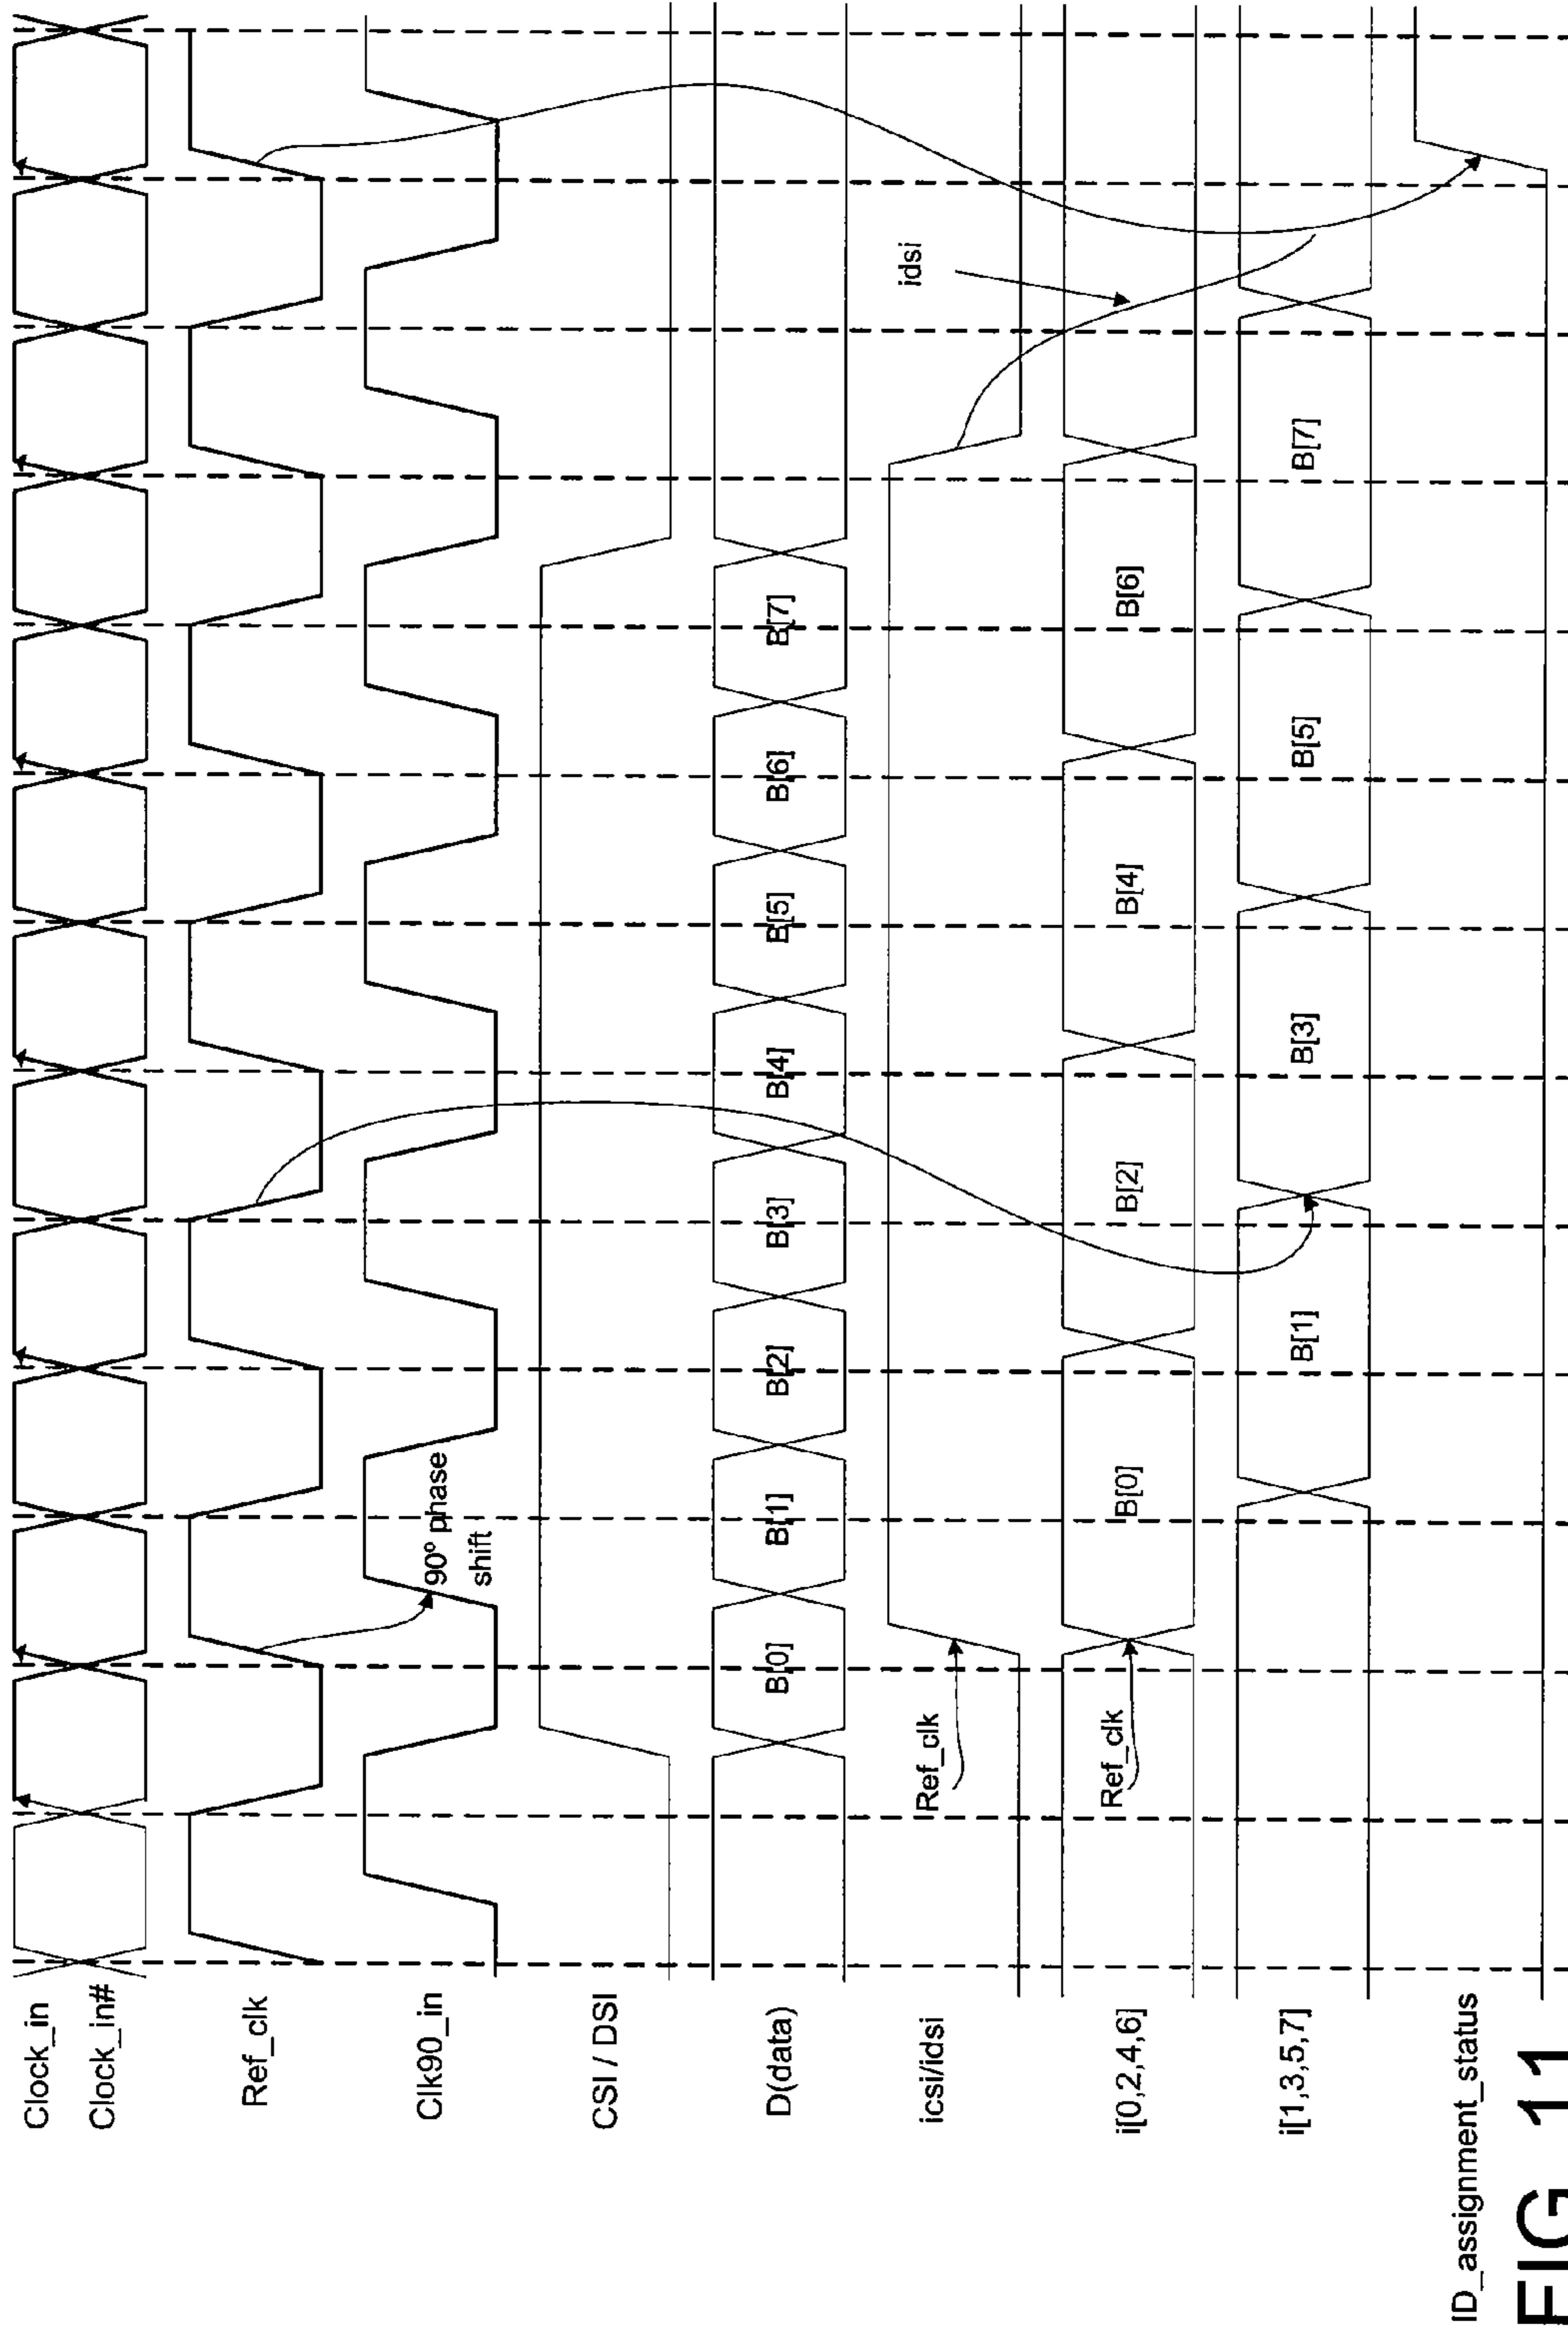 Clock_in
Clock_in#
Ref_clk
Clk90_in
90° phase
shift
CSI / DSI
D(data)
B[0] B[1] B[2] B[3] B[4] B[5] B[6] B[7]
icsi/idsi
Ref_clk
idsi
i[0,2,4,6]
Ref_clk
B[0] B[2] B[4] B[6]
i[1,3,5,7]
B[1] B[3] B[5] B[7]
ID_assignment_status
FIG 11